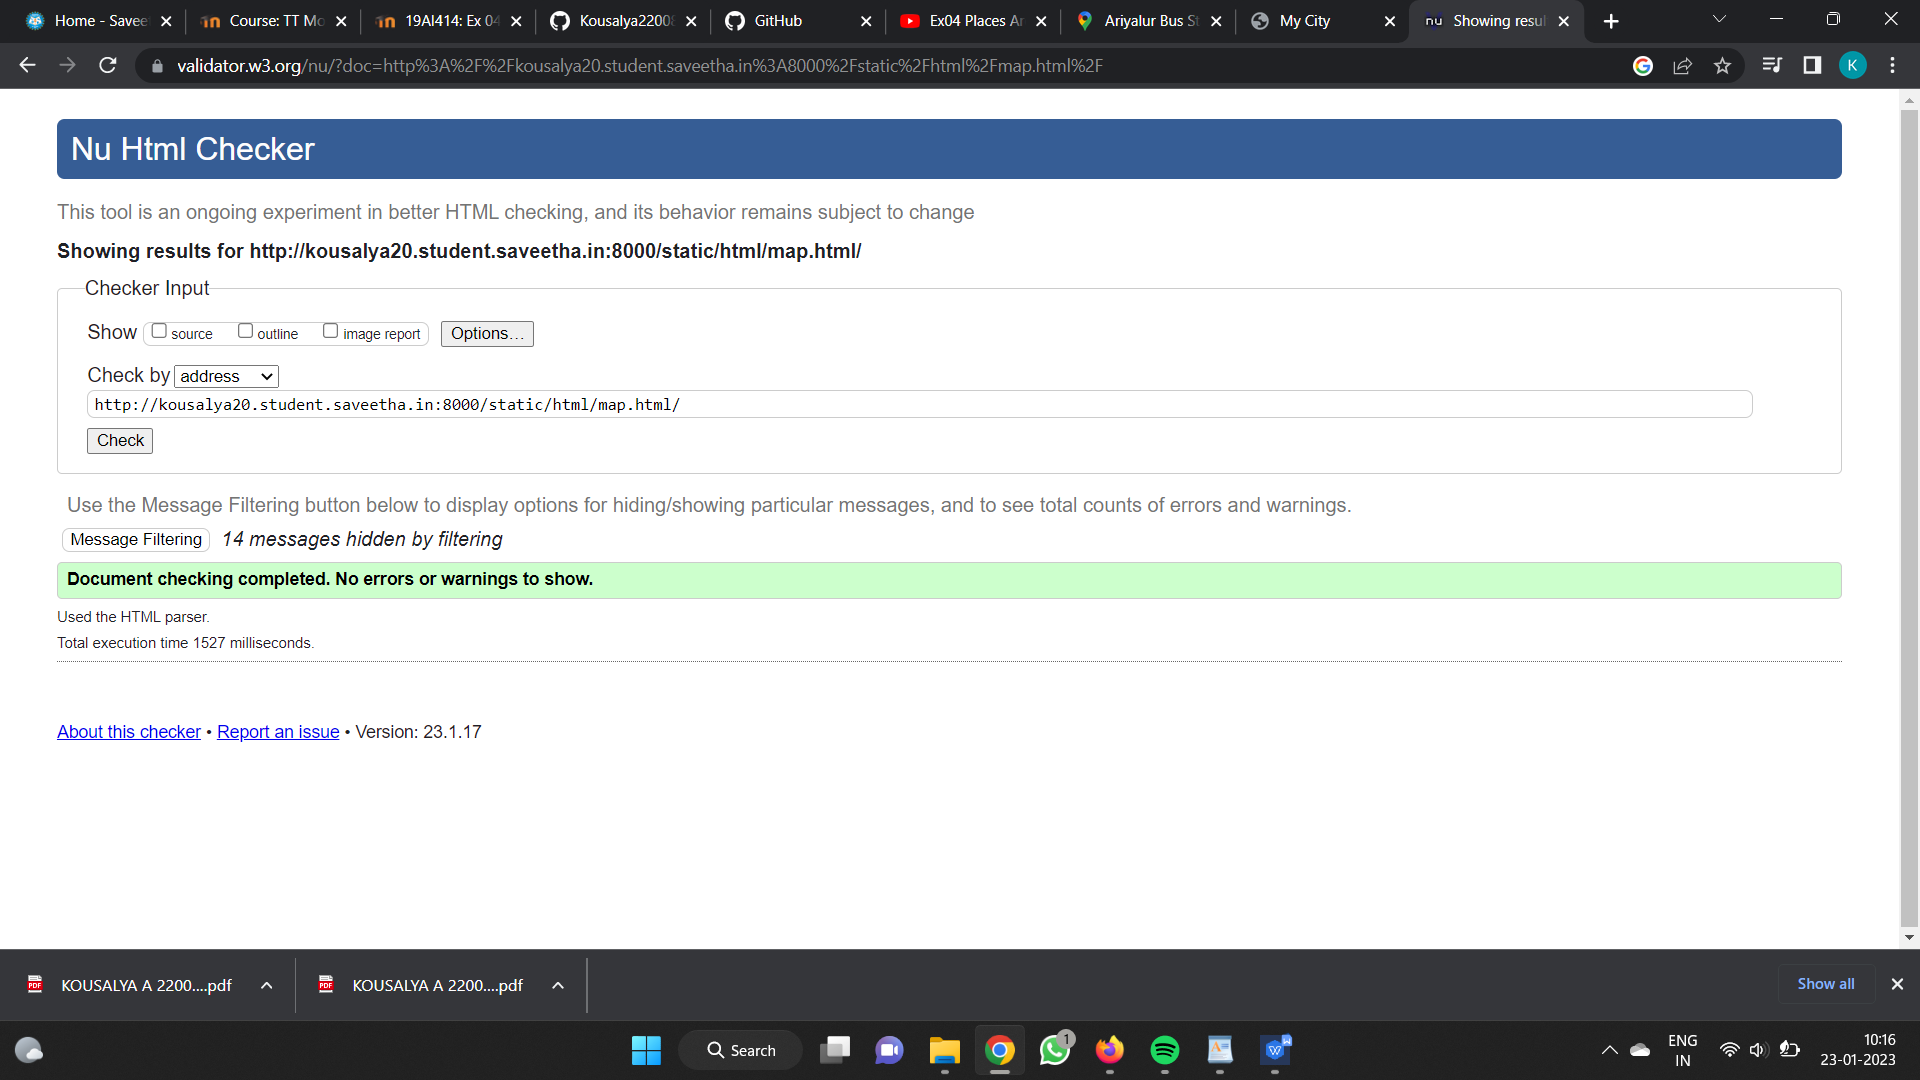 Home - Savee
Course: TT Mo
19AI414: Ex 04
Kousalya22008
GitHub
Ex04 Places Ar
Ariyalur Bus St
My City
nu Showing resul
validator.w3.org/nu/?doc=http%3A%2F%2Fkousalya20.student.saveetha.in%3A8000%2Fstatic%2Fhtml%2Fmap.html%2F
K
Nu Html Checker
This tool is an ongoing experiment in better HTML checking, and its behavior remains subject to change
Showing results for http://kousalya20.student.saveetha.in:8000/static/html/map.html/
Checker Input
Show source outline image report Options…
Check by address
http://kousalya20.student.saveetha.in:8000/static/html/map.html/
Check
Use the Message Filtering button below to display options for hiding/showing particular messages, and to see total counts of errors and warnings.
Message Filtering 14 messages hidden by filtering
Document checking completed. No errors or warnings to show.
Used the HTML parser.
Total execution time 1527 milliseconds.
About this checker • Report an issue • Version: 23.1.17
KOUSALYA A 2200....pdf
KOUSALYA A 2200....pdf
Show all
Search
1
ENG
IN
10:16
23-01-2023